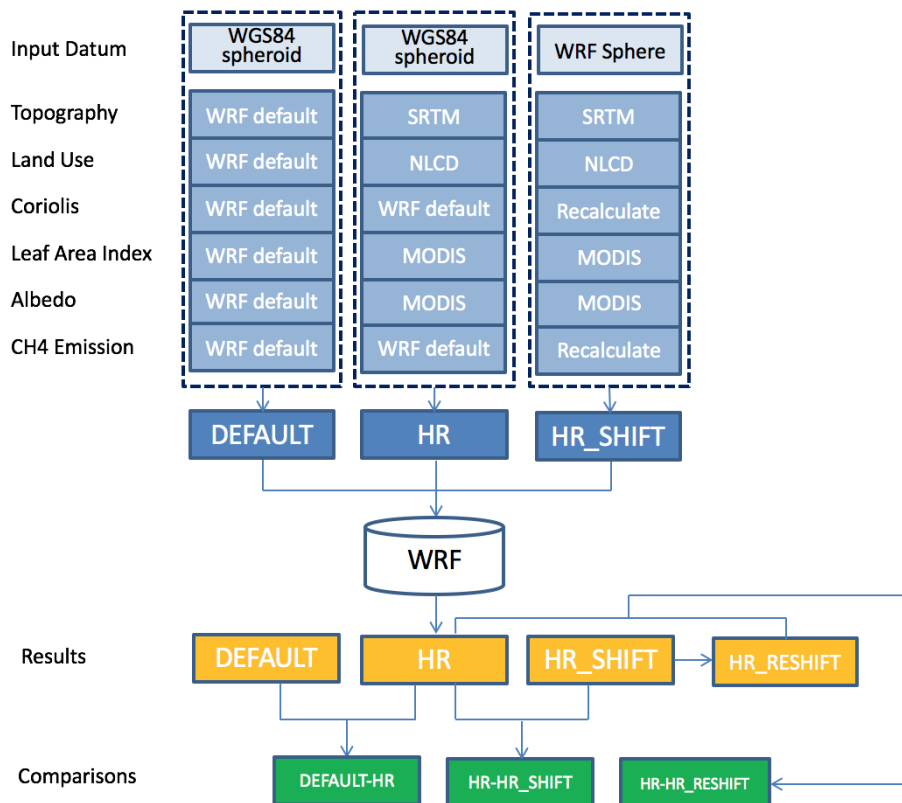 Input Datum
WGS84
spheroid
WGS84
spheroid
WRF Sphere
Topography
WRF default
SRTM
SRTM
Land Use
WRF default
NLCD
NLCD
Coriolis
WRF default
WRF default
Recalculate
Leaf Area Index
WRF default
MODIS
MODIS
Albedo
WRF default
MODIS
MODIS
CH4 Emission
WRF default
WRF default
Recalculate
DEFAULT
HR
HR_SHIFT
WRF
Results
DEFAULT
HR
HR_SHIFT
HR_RESHIFT
Comparisons
DEFAULT-HR
HR-HR_SHIFT
HR-HR_RESHIFT